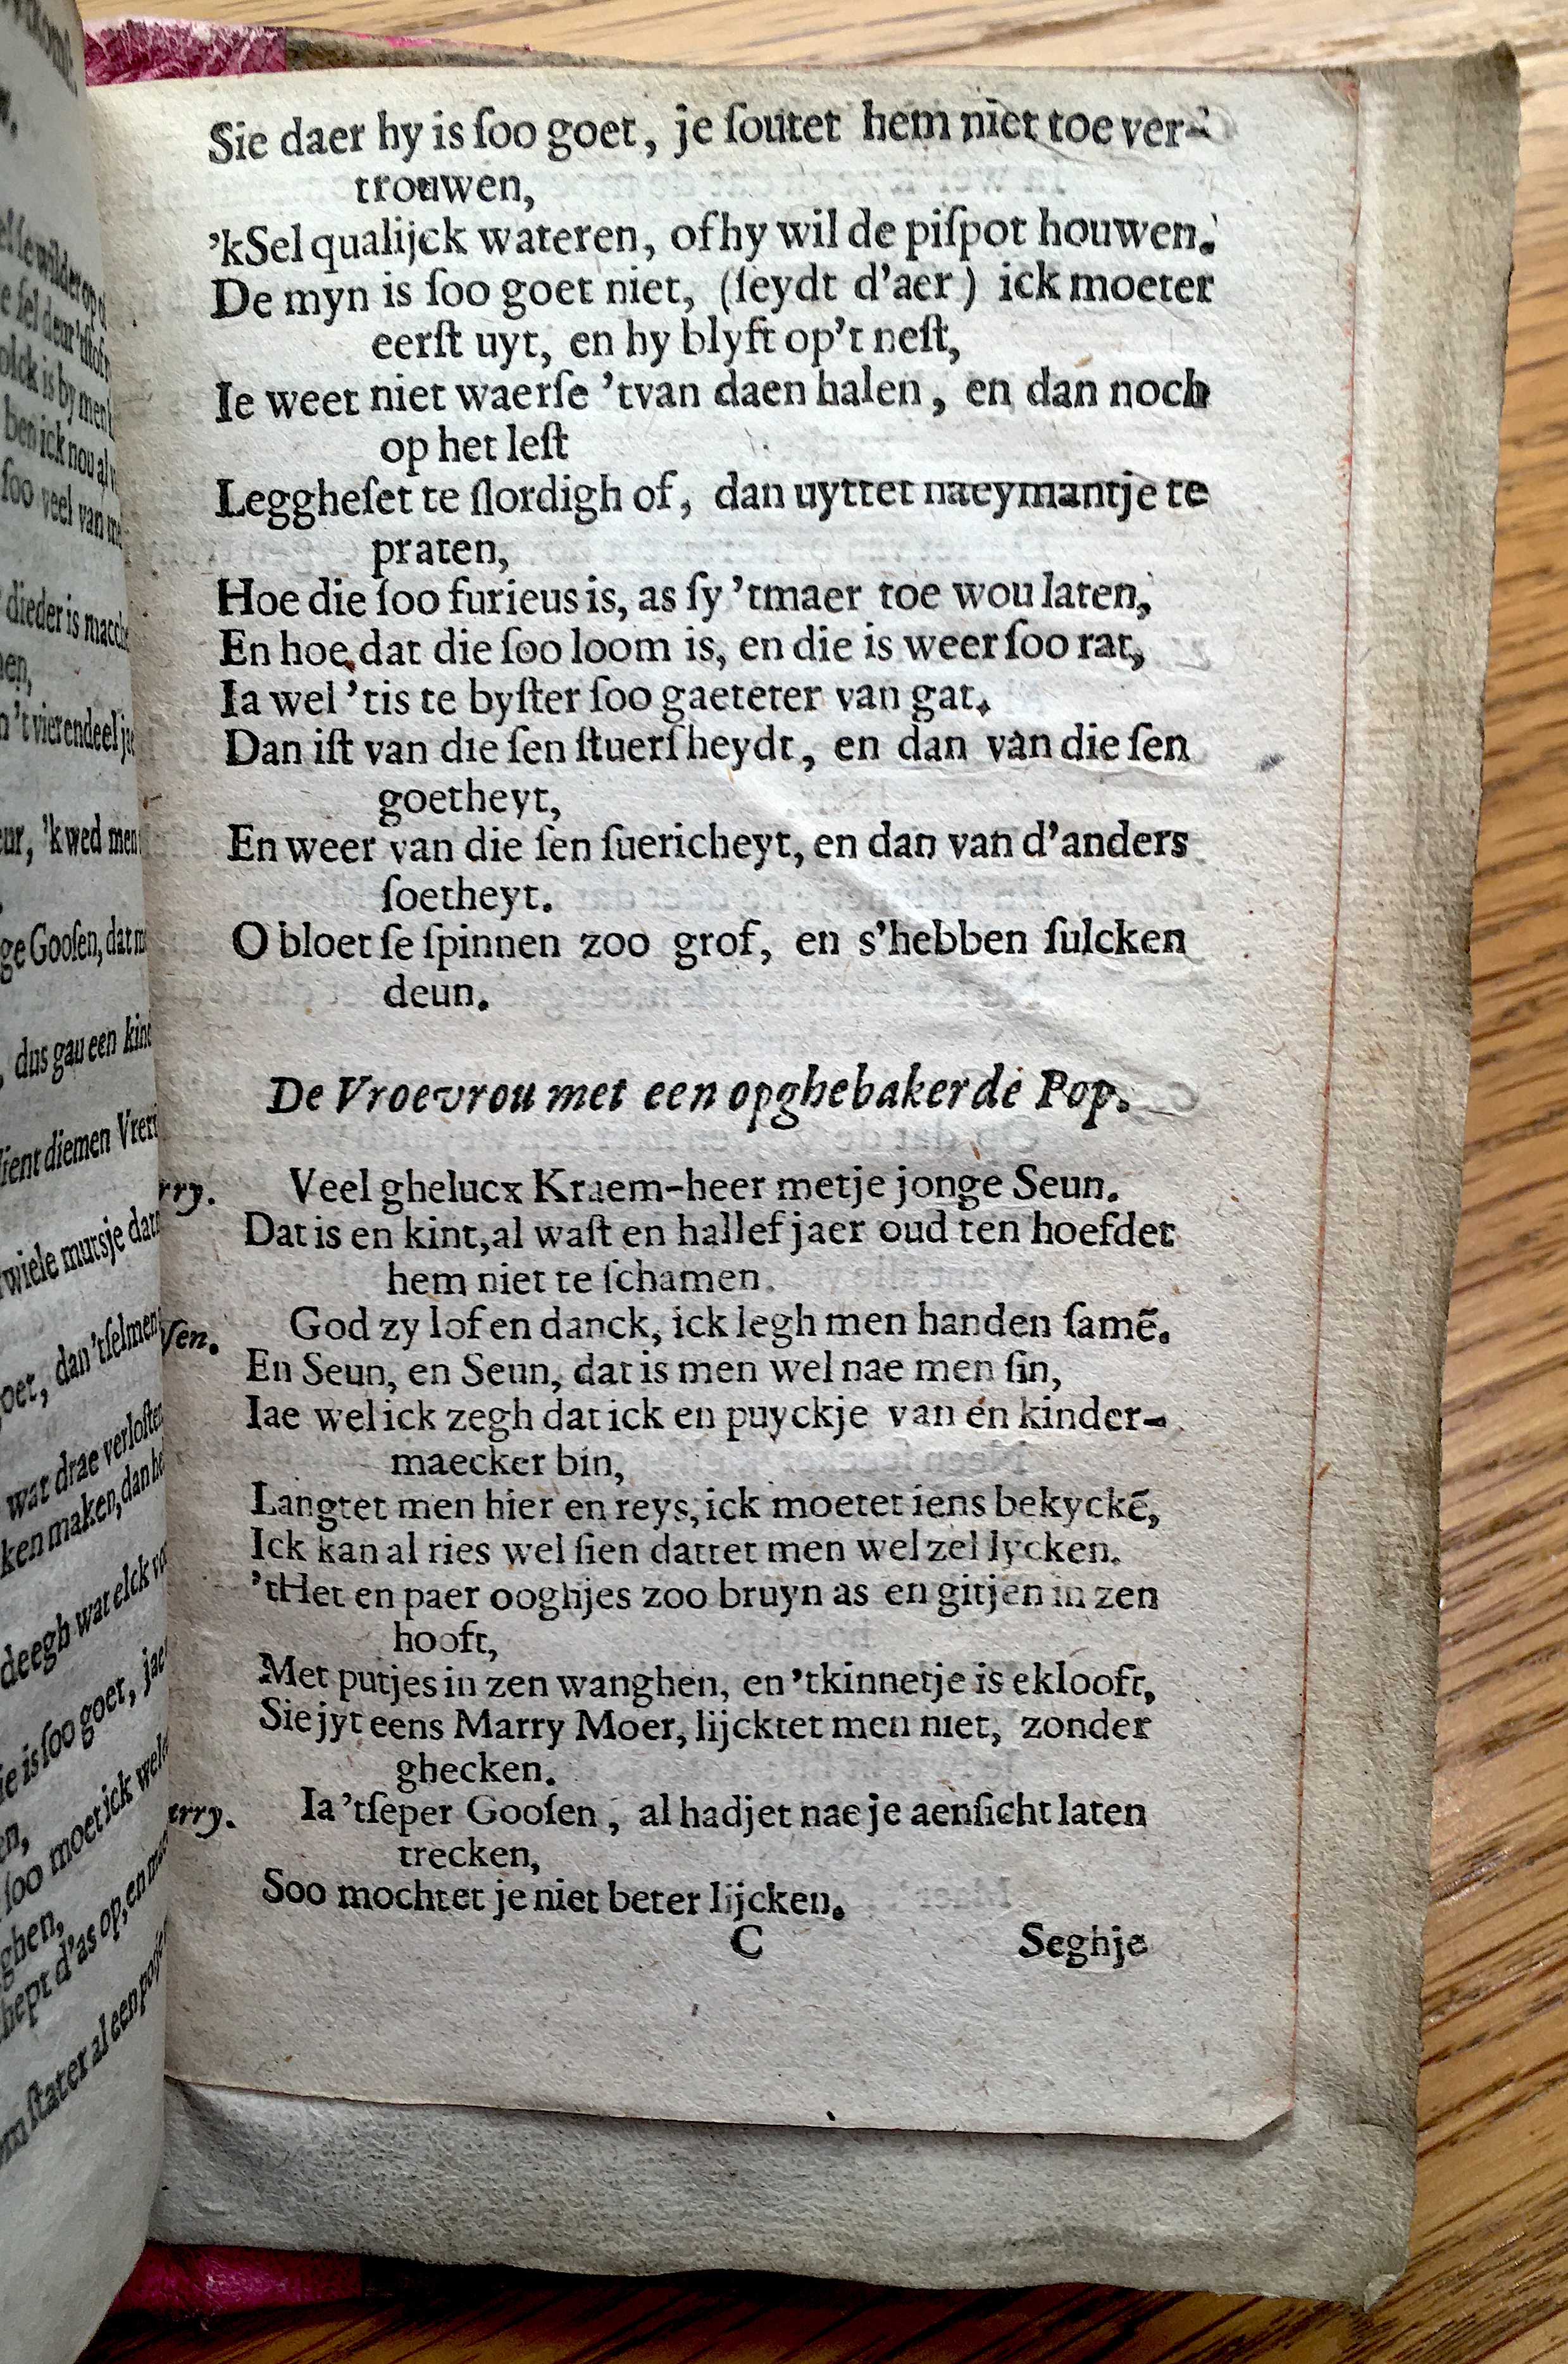 Sie daer hy is ſoo goet, je ſoutet hem niet toe ver-
trouwen,
'kSel qualijck wateren, of hy wil de piſpot houwen.
De myn is ſoo goet niet, (ſeydt d'aer) ick moeter
eerſt uyt, en hy blyft op't neſt,
Ie weet niet waerſe 'tvan daen halen, en dan noch
op het leſt
Leggheſet te ſlordigh of, dan uyttet naeymantje te
praten,
Hoe die ſoo furieus is, as ſy 'tmaer toe wou laten,
En hoe dat die ſoo loom is, en die is weer ſoo rat,
Ia wel 'tis te byſter ſoo gaeterer van gat.
Dan iſt van die ſen ſtuerſheydt, en dan van die ſen
goetheyt,
En weer van die ſen ſuericheyt, en dan van d'anders
ſoetheyt.
O bloet ſe ſpinnen zoo grof, en s'hebben ſulcken
deun.
De Vroevrou met een opghebakerde Pop.
rry. Veel ghelucx Kraem-heer metje jonge Seun.
Dat is en kint, al waſt en hallef jaer oud ten hoefdet
hem niet te ſchamen.
ſen. God zy lof en danck, ick legh men handen ſamē.
En Seun, en Seun, dat is men wel nae men ſin,
Iae wel ick zegh dat ick en puyckje van en kinder-
maecker bin,
Langtet men hier en reys, ick moetet iens bekyckē,
Ick kan al ries wel ſien dattet men wel zel lycken.
'tHet en paer ooghjes zoo bruyn as en gitjen in zen
hooft,
Met putjes in zen wanghen, en 'tkinnetje is eklooft,
Sie jyt eens Marry Moer, lijcktet men niet, zonder
ghecken.
rry. Ia 'tſeper Gooſen, al hadjet nae je aenſicht laten
trecken,
Soo mochtet je niet beter lijcken.
C Seghje